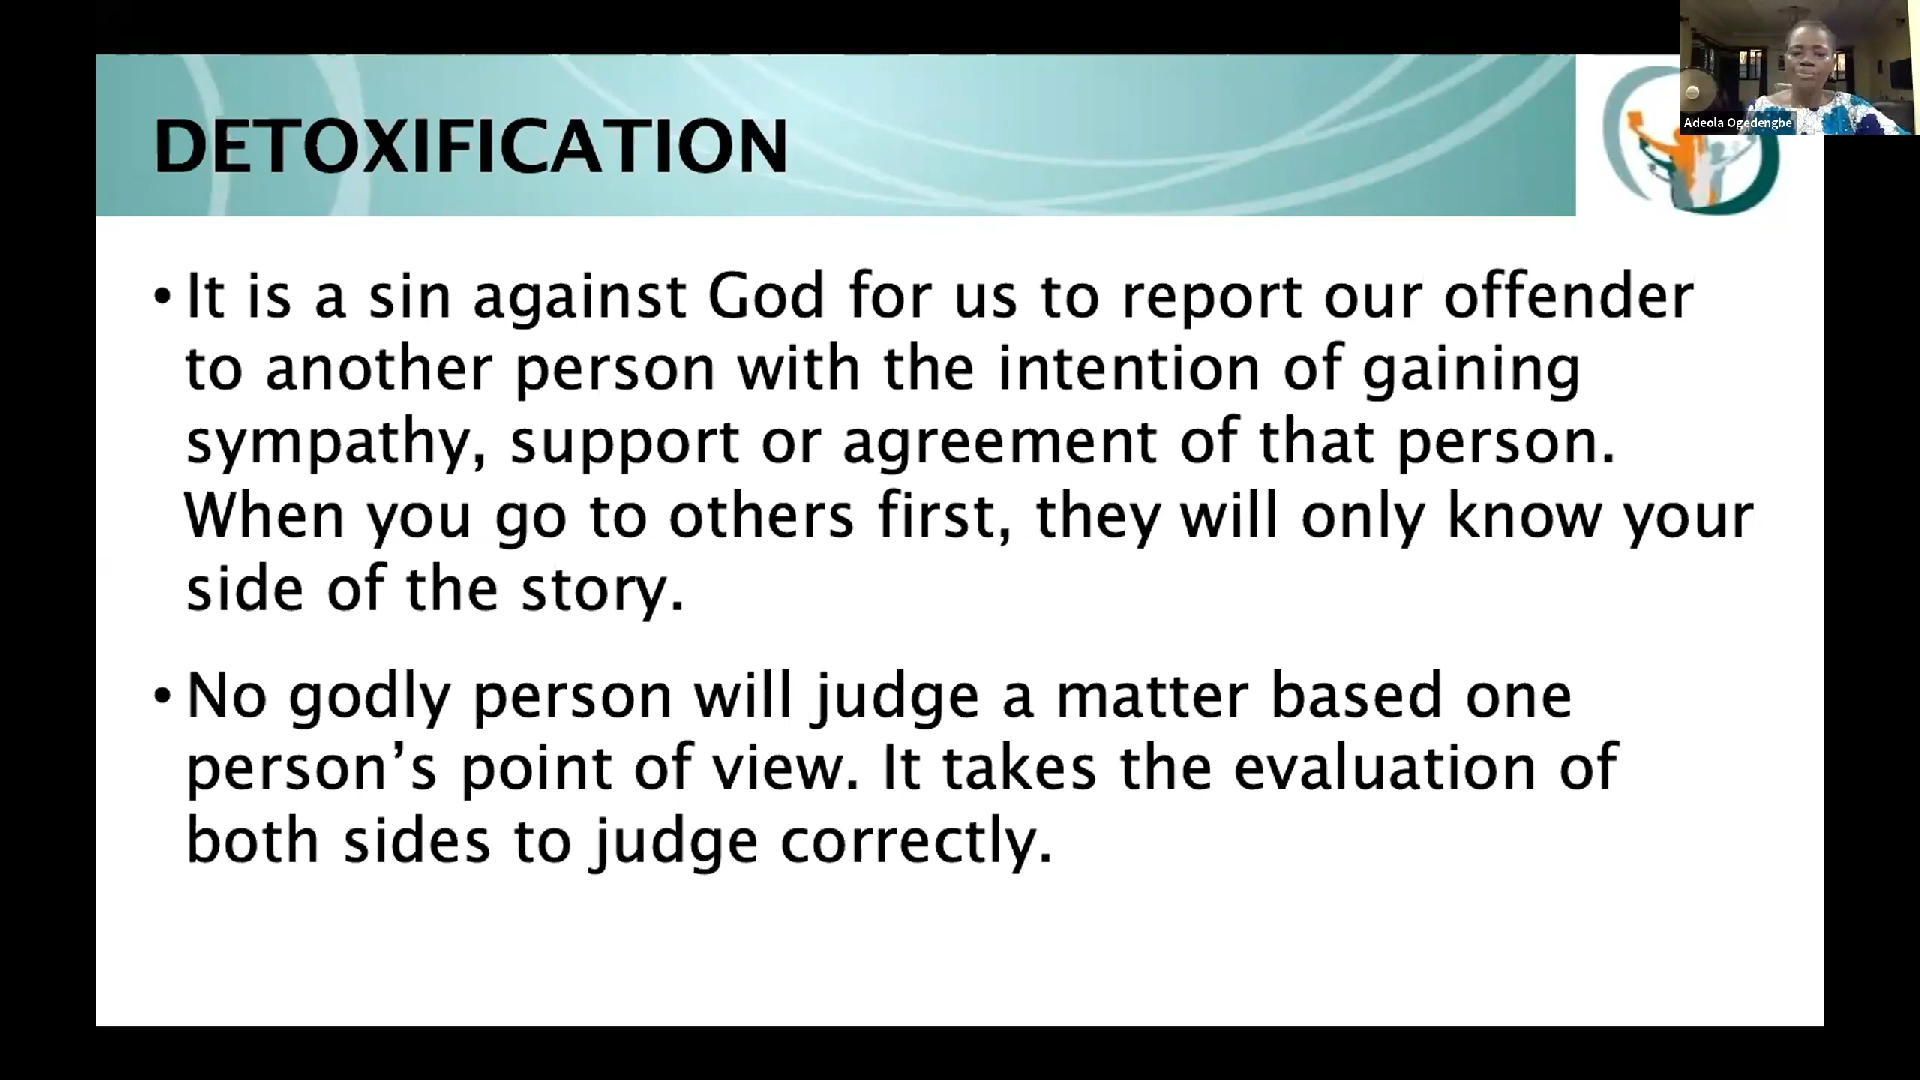 DETOXIFICATION
Adeola Ogedengbe
• It is a sin against God for us to report our offender
to another person with the intention of gaining
sympathy, support or agreement of that person.
When you go to others first, they will only know your
side of the story.
• No godly person will judge a matter based one
person’s point of view. It takes the evaluation of
both sides to judge correctly.